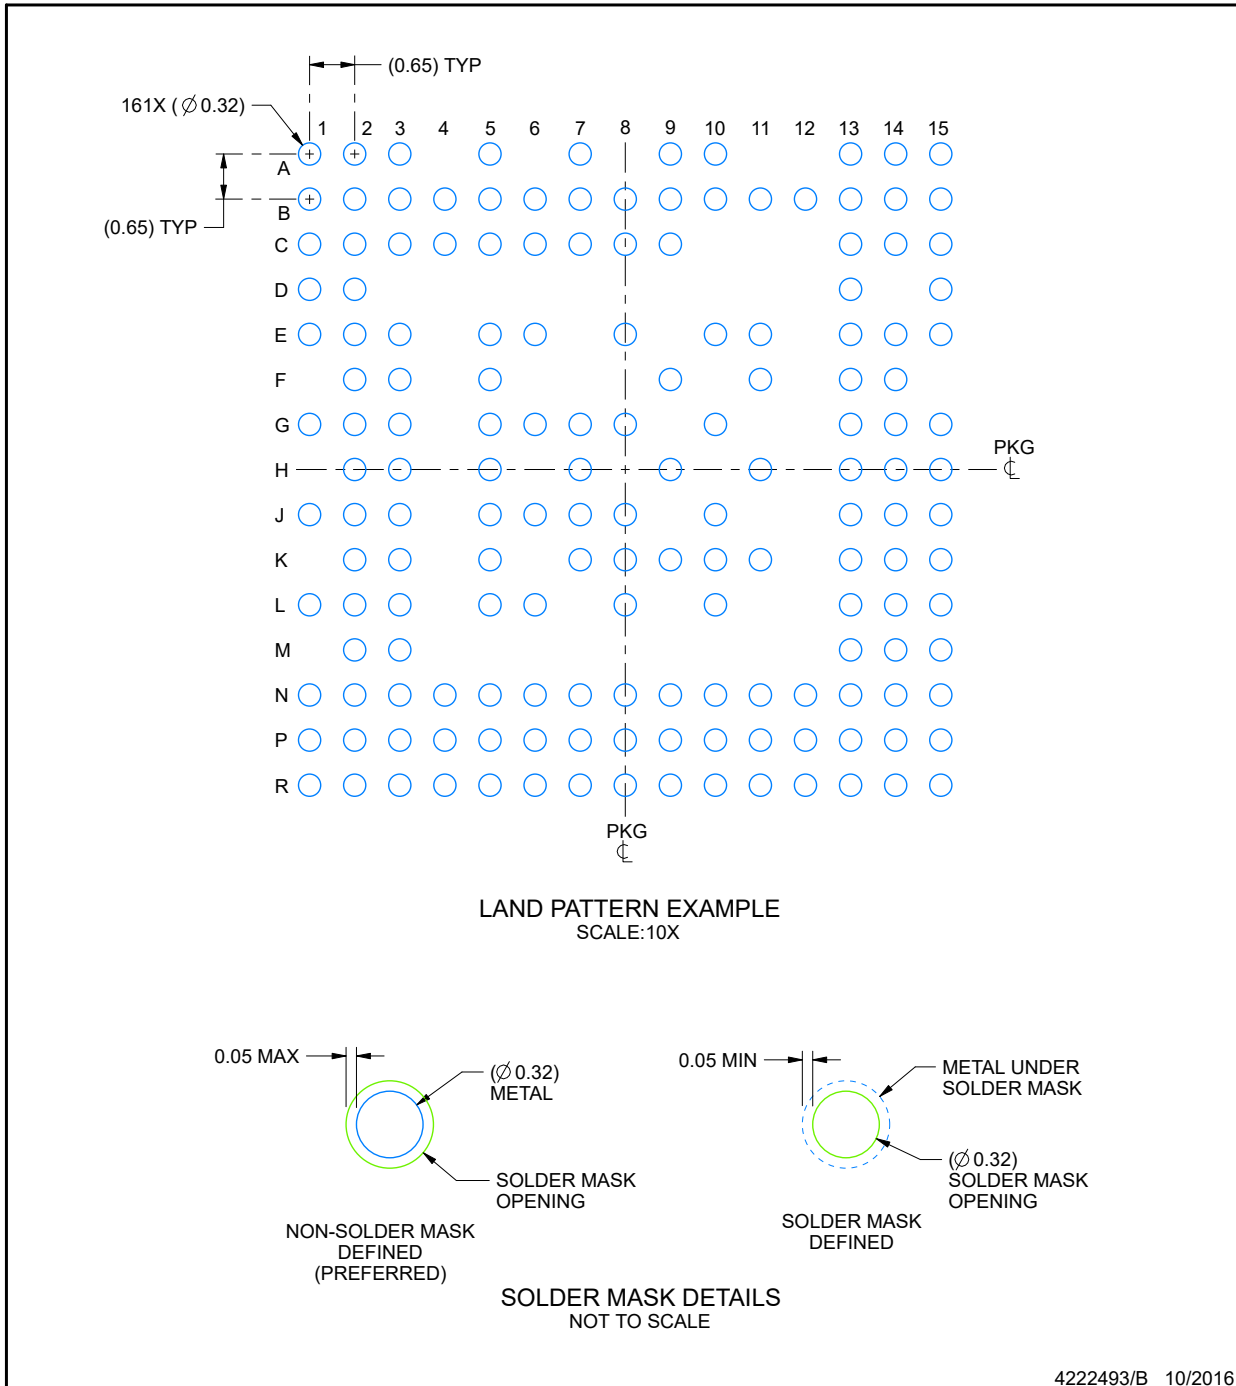 (0.65) TYP
161X (∅0.32)
1 2 3 4 5 6 7 8 9 10 11 12 13 14 15
A
B
(0.65) TYP
C
D
E
F
G
PKG
H
J
K
L
M
N
P
R
PKG
LAND PATTERN EXAMPLE
SCALE:10X
0.05 MAX
(∅0.32)
METAL
SOLDER MASK
OPENING
NON-SOLDER MASK
DEFINED
(PREFERRED)
0.05 MIN
METAL UNDER
SOLDER MASK
(∅0.32)
SOLDER MASK
OPENING
SOLDER MASK
DEFINED
SOLDER MASK DETAILS
NOT TO SCALE
4222493/B 10/2016